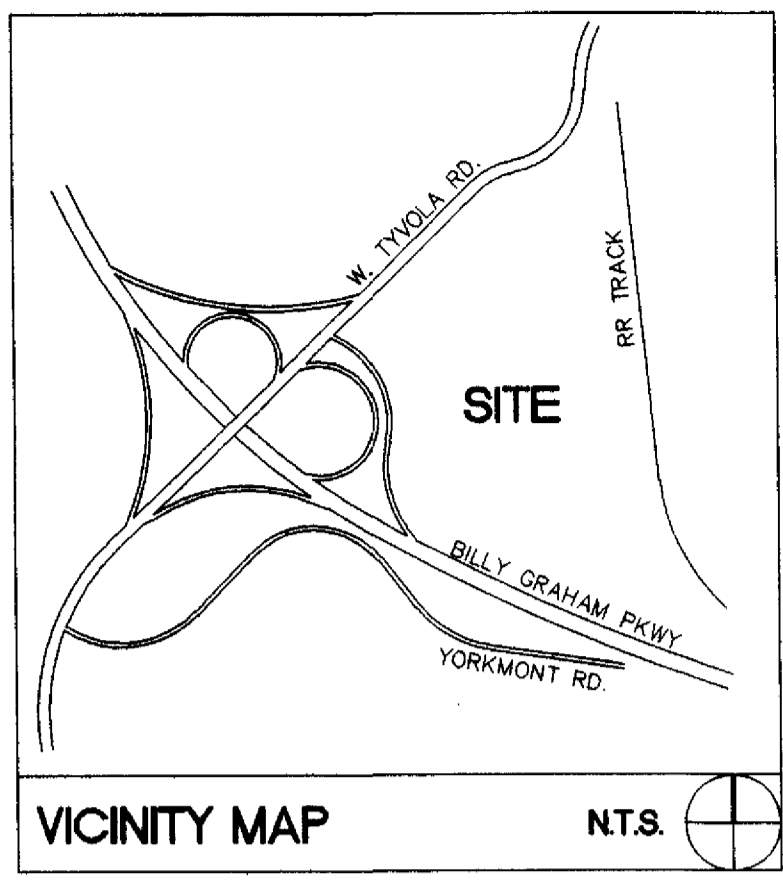 W. TYVOLA RD.
RR TRACK
SITE
BILLY GRAHAM PKWY
YORKMONT RD.
VICINITY MAP
N.T.S.